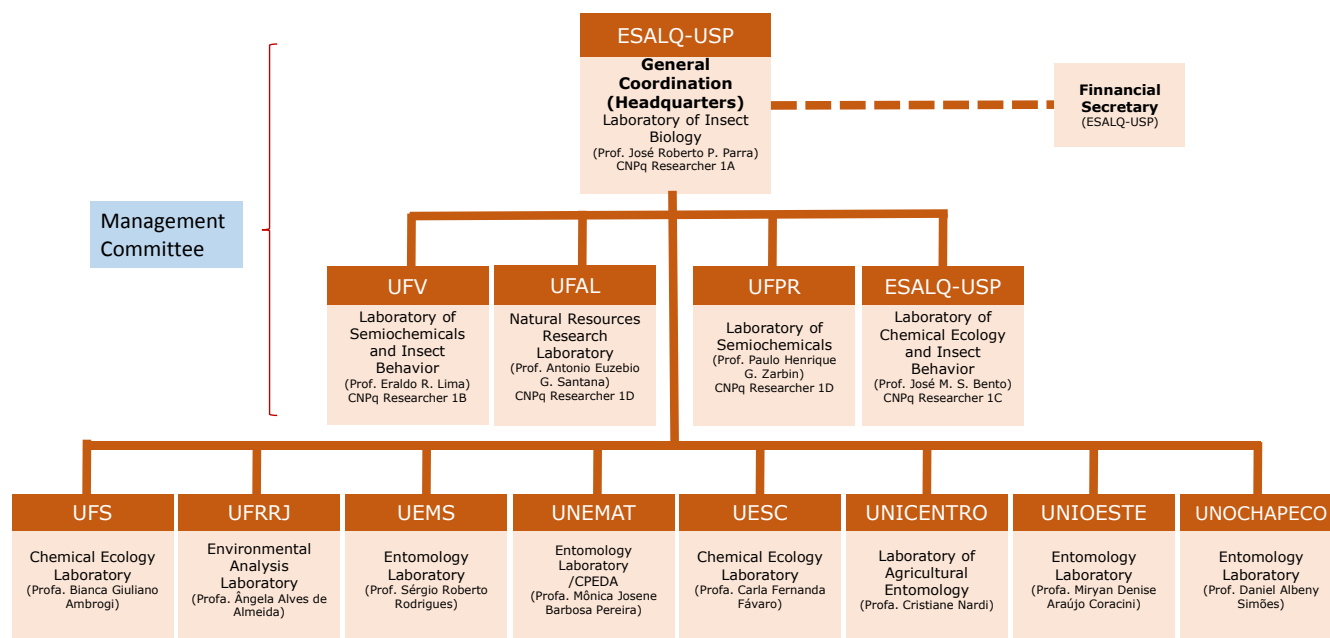 ESALQ-USP
General
Coordination
(Headquarters)
Laboratory of Insect
Biology
(Prof. José Roberto P. Parra)
CNPq Researcher 1A
Finnancial
Secretary
(ESALQ-USP)
Management
Committee
UFV
Laboratory of
Semiochemicals
and Insect
Behavior
(Prof. Eraldo R. Lima)
CNPq Researcher 1B
UFAL
Natural Resources
Research
Laboratory
(Prof. Antonio Euzebio
G. Santana)
CNPq Researcher 1D
UFPR
Laboratory of
Semiochemicals
(Prof. Paulo Henrique
G. Zarbin)
CNPq Researcher 1D
ESALQ-USP
Laboratory of
Chemical Ecology
and Insect
Behavior
(Prof. José M. S. Bento)
CNPq Researcher 1C
UFS
Chemical Ecology
Laboratory
(Profa. Bianca Giuliano
Ambrogi)
UFRRJ
Environmental
Analysis
Laboratory
(Profa. Ângela Alves de
Almeida)
UEMS
Entomology
Laboratory
(Prof. Sérgio Roberto
Rodrigues)
UNEMAT
Entomology
Laboratory
/CPEDA
(Profa. Mônica Josene
Barbosa Pereira)
UESC
Chemical Ecology
Laboratory
(Profa. Carla Fernanda
Fávaro)
UNICENTRO
Laboratory of
Agricultural
Entomology
(Profa. Cristiane Nardi)
UNIOESTE
Entomology
Laboratory
(Profa. Miryan Denise
Araújo Coracini)
UNOCHAPECO
Entomology
Laboratory
(Prof. Daniel Albeny
Simões)